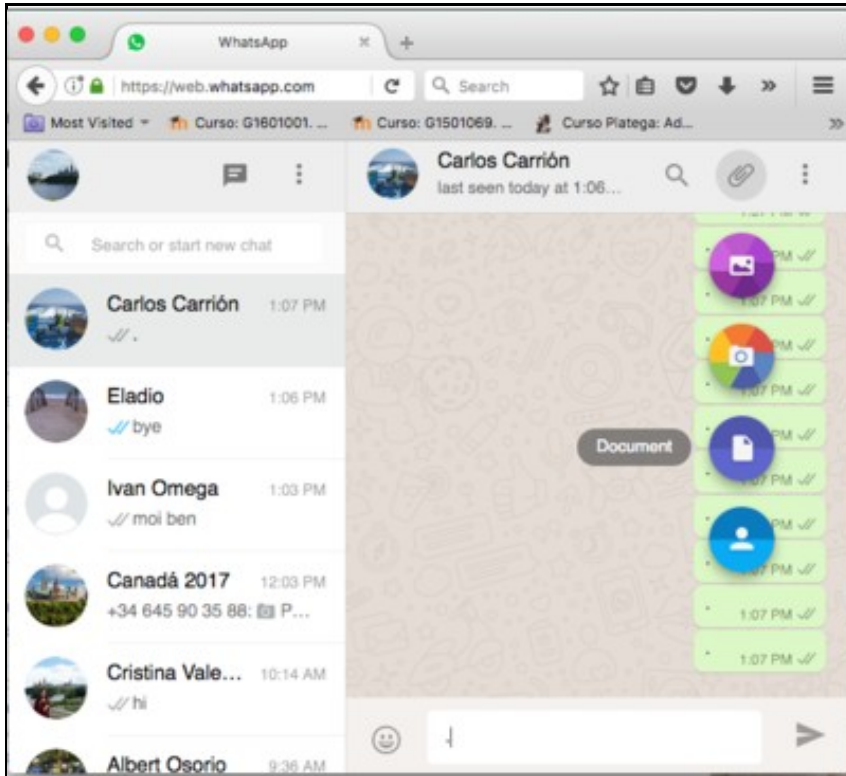 WhatsApp
https://web.whatsapp.com
Search
Most Visited
Curso: G1601001. ...
Curso: G1501069. ...
Curso Platega: Ad...
Carlos Carrión
last seen today at 1:06...
Search or start new chat
Carlos Carrión 1:07 PM
.
Eladio 1:06 PM
bye
Ivan Omega 1:03 PM
moi ben
Canadá 2017 12:03 PM
+34 645 90 35 88: P...
Cristina Vale... 10:14 AM
hi
Albert Osorio 9:36 AM
PM
1:07 PM
PM
1:07 PM
Document
PM
1:07 PM
PM
PM
. 1:07 PM
. 1:07 PM
.